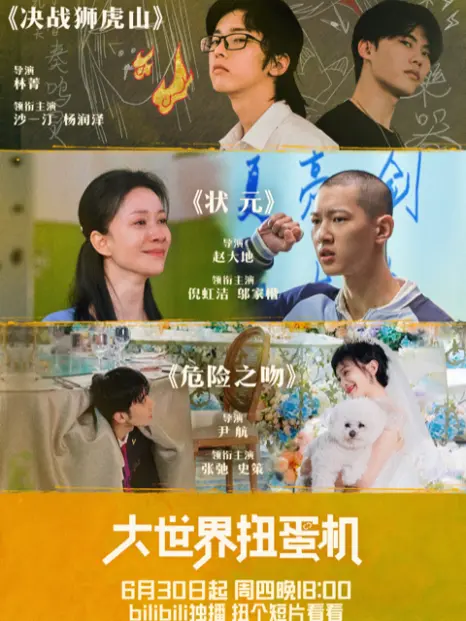 《决战狮虎山》
导演
林菁
领衔主演
沙一汀 杨润泽
夏亮剑
《状元》
导演
赵大地
领衔主演
倪虹洁 邬家楷
《危险之吻》
导演
尹航
领衔主演
张弛 史策
大世界扭蛋机
6月30日起 周四晚18:00
bilibili独播 扭个短片看看